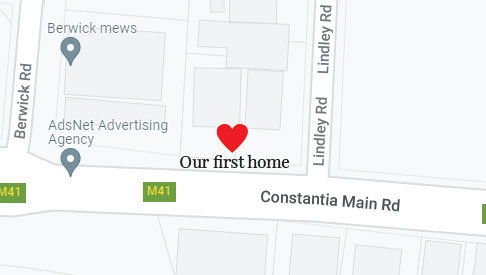 Berwick mews
Lindley Rd
Berwick Rd
Lindley Rd
AdsNet Advertising
Agency
Our first home
M41
M41
Constantia Main Rd